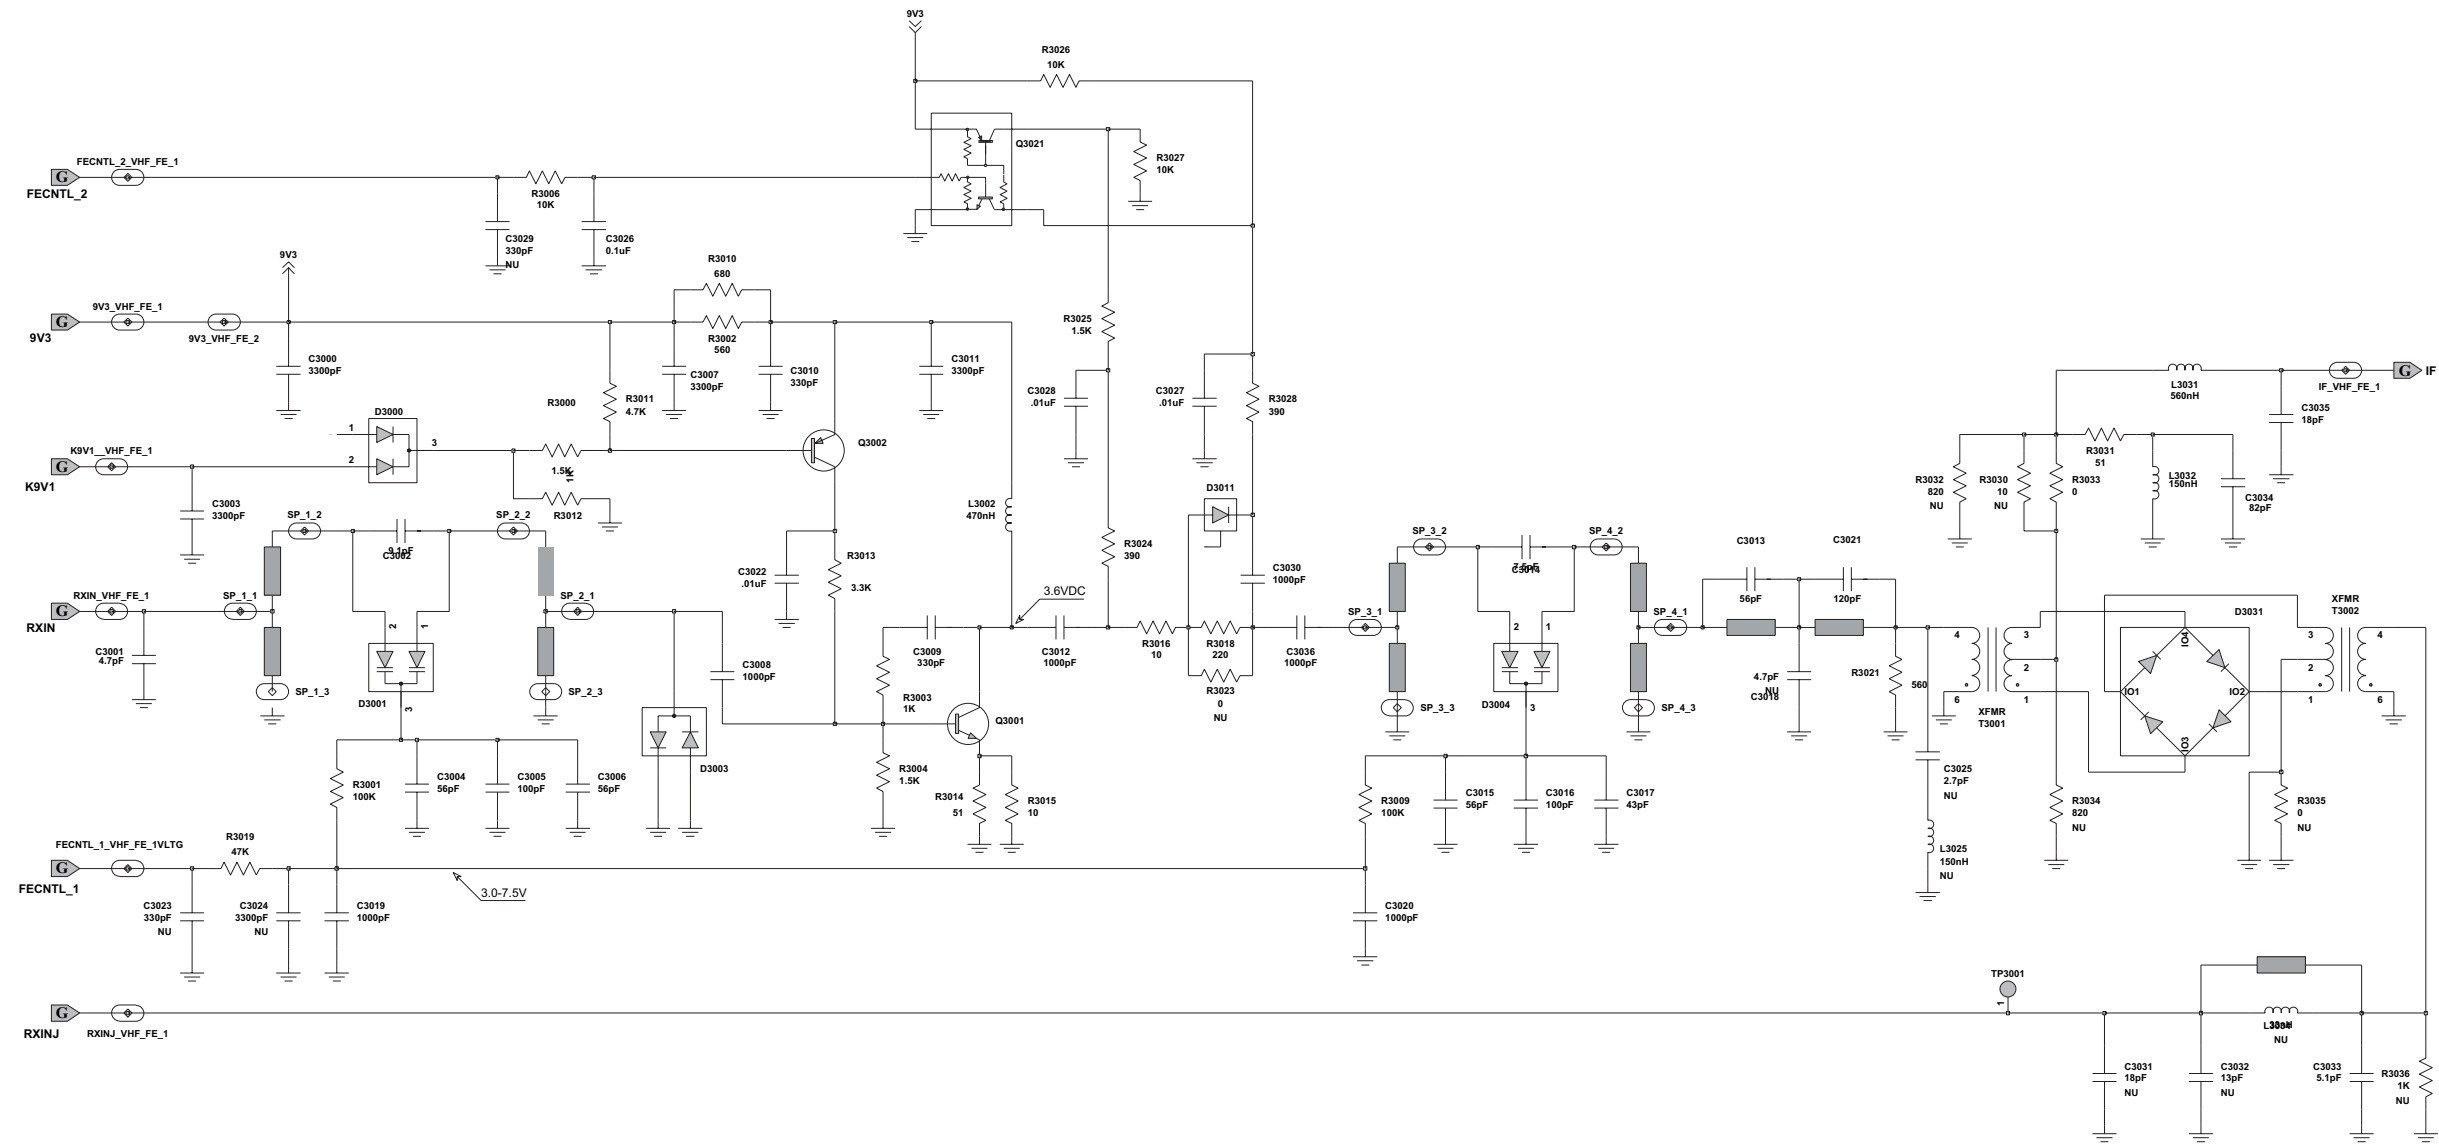 9V3
R3026
10K
Q3021
R3027
10K
FECNTL_2_VHF_FE_1
G
FECNTL_2
R3006
10K
C3029
330pF
NU
C3026
0.1uF
9V3
R3010
680
9V3_VHF_FE_1
G
9V3
9V3_VHF_FE_2
R3002
560
R3025
1.5K
C3000
3300pF
C3007
3300pF
C3010
330pF
C3011
3300pF
R3000
R3011
4.7K
C3028
.01uF
C3027
.01uF
R3028
390
L3031
560nH
IF_VHF_FE_1
G
IF
C3035
18pF
D3000
1
2
3
Q3002
K9V1__VHF_FE_1
G
K9V1
1.5K
1K
R3012
C3003
3300pF
L3002
470nH
D3011
R3032
820
NU
R3030
10
NU
R3033
0
R3031
51
L3032
150nH
C3034
82pF
SP_1_2
9.1pF
C3002
SP_2_2
R3013
3.3K
C3022
.01uF
R3024
390
C3030
1000pF
SP_3_2
7.5pF
C3014
SP_4_2
C3013
56pF
C3021
120pF
RXIN_VHF_FE_1
G
RXIN
SP_1_1
SP_2_1
3.6VDC
SP_3_1
SP_4_1
C3001
4.7pF
2
1
D3001
3
SP_1_3
SP_2_3
C3008
1000pF
C3009
330pF
C3012
1000pF
R3016
10
R3018
220
R3023
0
NU
C3036
1000pF
2
1
D3004
3
SP_3_3
SP_4_3
4.7pF
NU
C3018
R3021
560
4
6
3
2
1
XFMR
T3001
D3031
IO4
IO1
IO2
IO3
XFMR
T3002
3
2
1
4
6
R3003
1K
Q3001
D3003
R3001
100K
C3004
56pF
C3005
100pF
C3006
56pF
R3004
1.5K
R3014
51
R3015
10
R3009
100K
C3015
56pF
C3016
100pF
C3017
43pF
C3025
2.7pF
NU
L3025
150nH
NU
R3034
820
NU
R3035
0
NU
FECNTL_1_VHF_FE_1VLTG
G
FECNTL_1
R3019
47K
3.0-7.5V
C3023
330pF
NU
C3024
3300pF
NU
C3019
1000pF
C3020
1000pF
TP3001
1
G
RXINJ
RXINJ_VHF_FE_1
NU
C3031
18pF
NU
C3032
13pF
NU
C3033
5.1pF
R3036
1K
NU